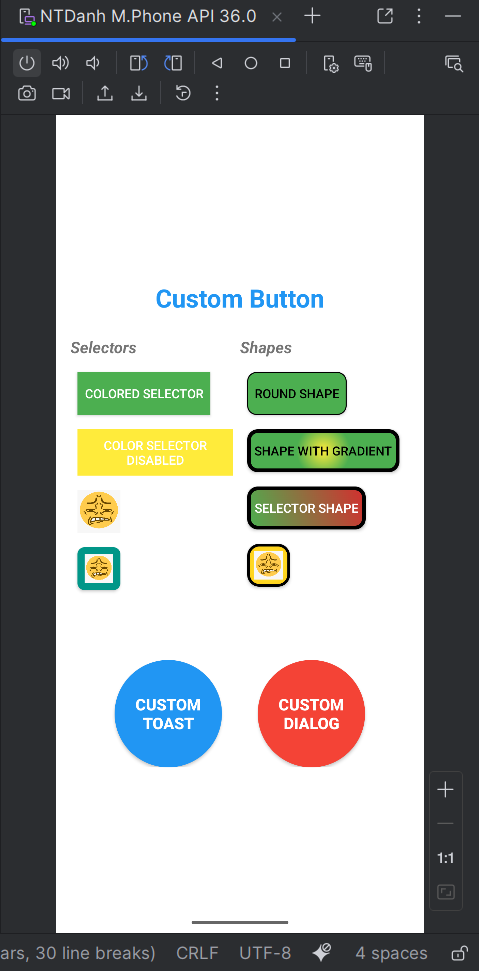 NTDanh M.Phone API 36.0
Custom Button
Selectors
Shapes
COLORED SELECTOR
ROUND SHAPE
COLOR SELECTOR
DISABLED
SHAPE WITH GRADIENT
SELECTOR SHAPE
CUSTOM
TOAST
CUSTOM
DIALOG
1:1
ars, 30 line breaks) CRLF UTF-8 4 spaces